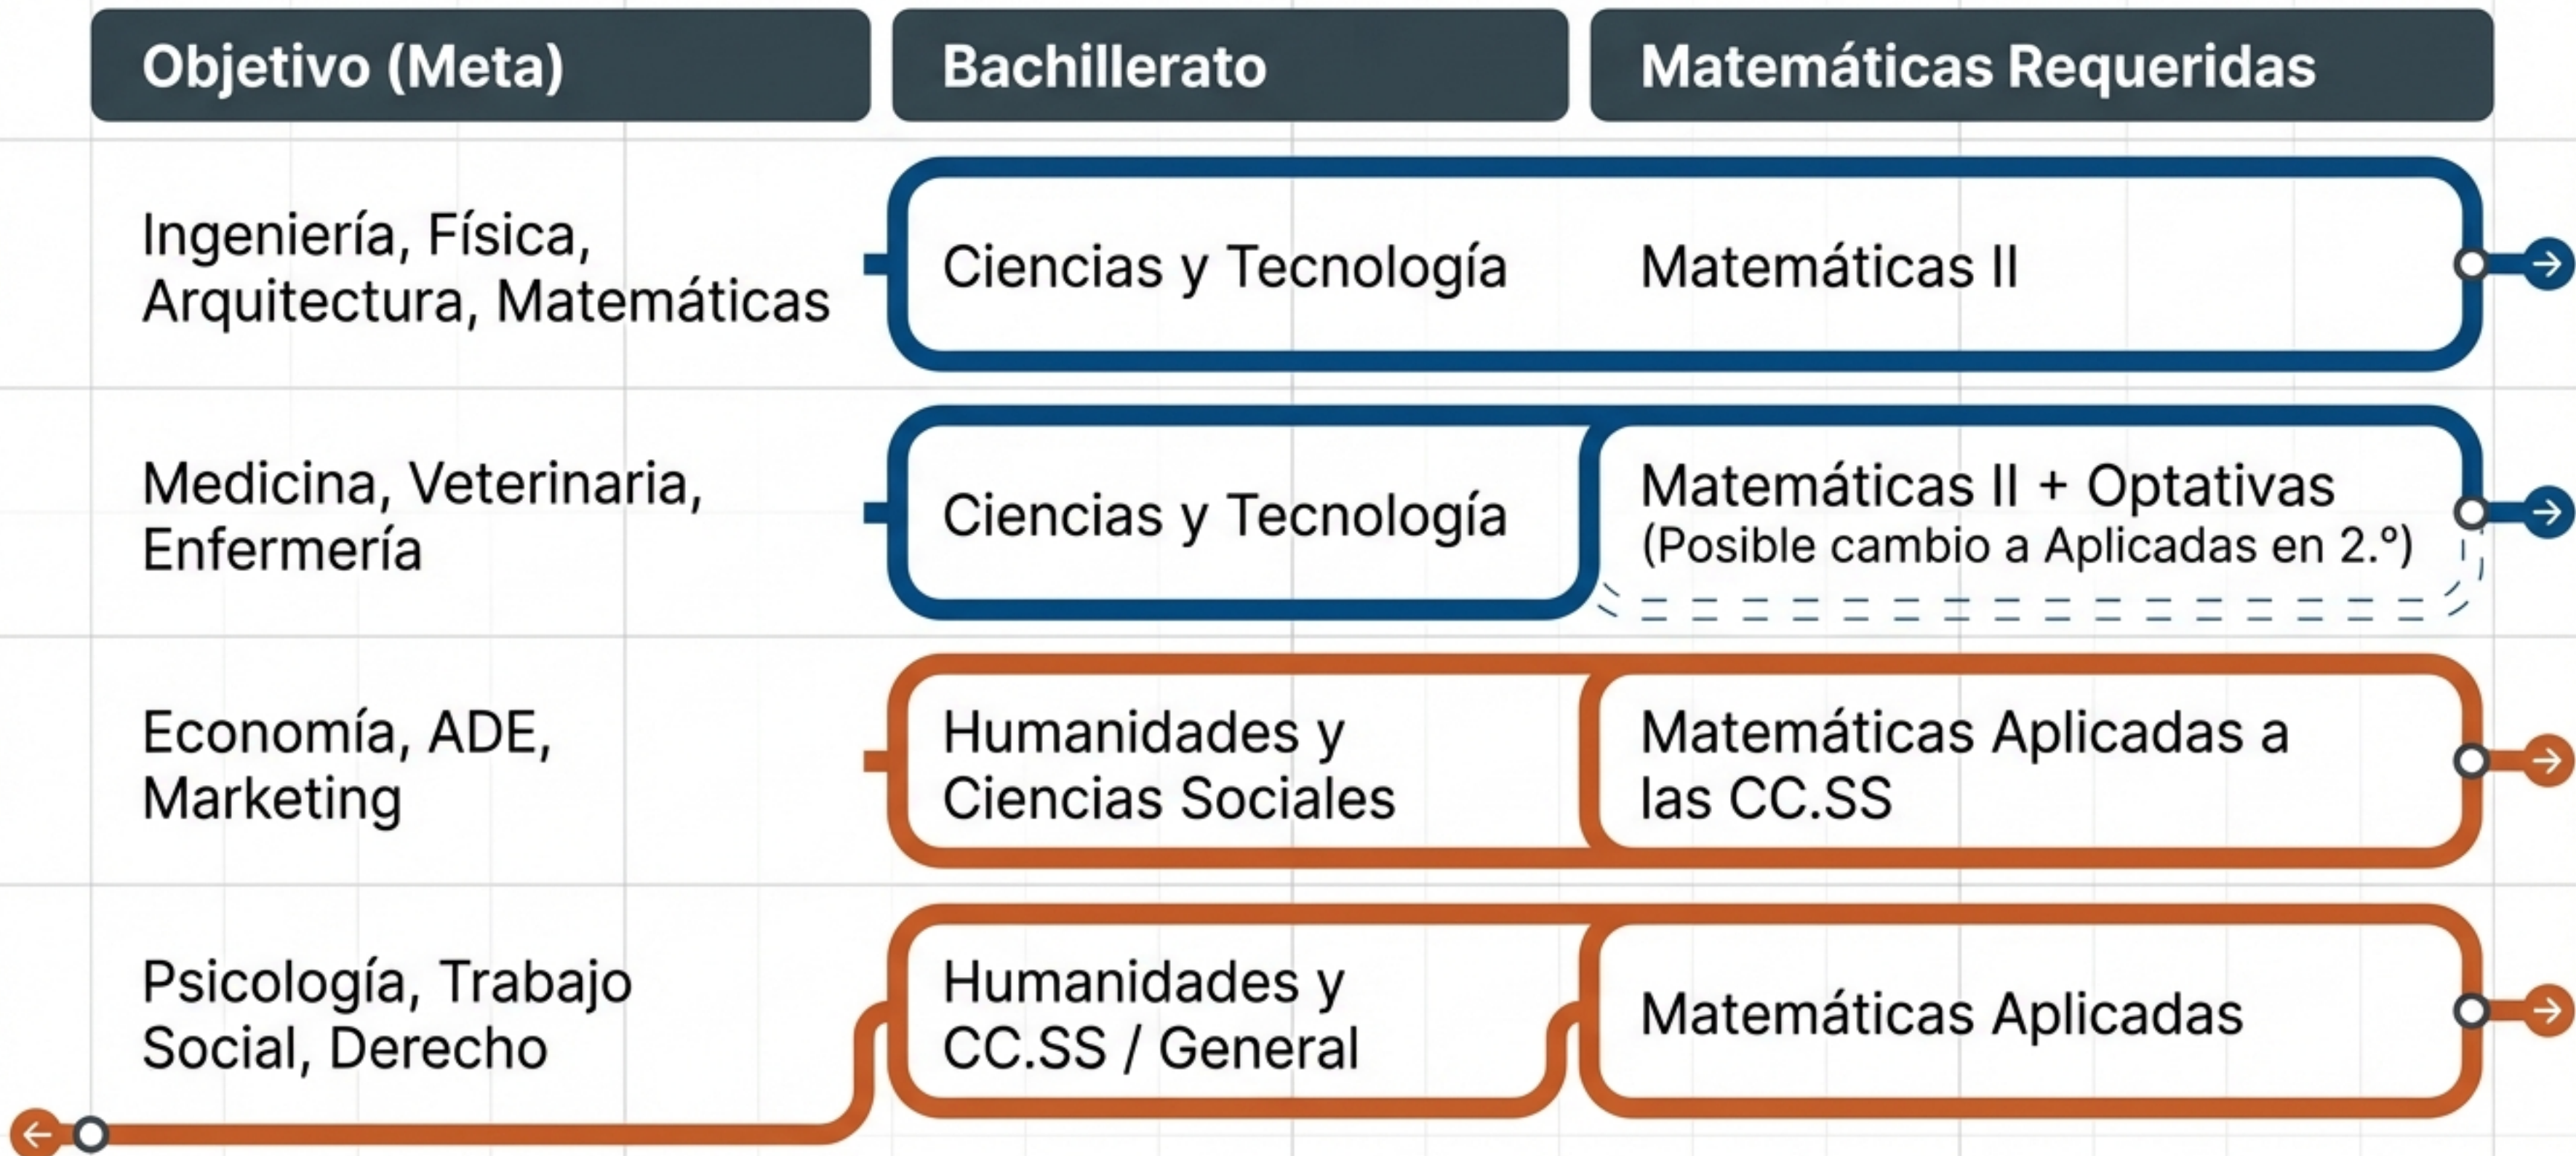 Objetivo (Meta)
Bachillerato
Matemáticas Requeridas
Ingeniería, Física,
Arquitectura, Matemáticas
Ciencias y Tecnología
Matemáticas II
Medicina, Veterinaria,
Enfermería
Ciencias y Tecnología
Matemáticas II + Optativas
(Posible cambio a Aplicadas en 2.º)
Economía, ADE,
Marketing
Humanidades y
Ciencias Sociales
Matemáticas Aplicadas a
las CC.SS
Psicología, Trabajo
Social, Derecho
Humanidades y
CC.SS / General
Matemáticas Aplicadas